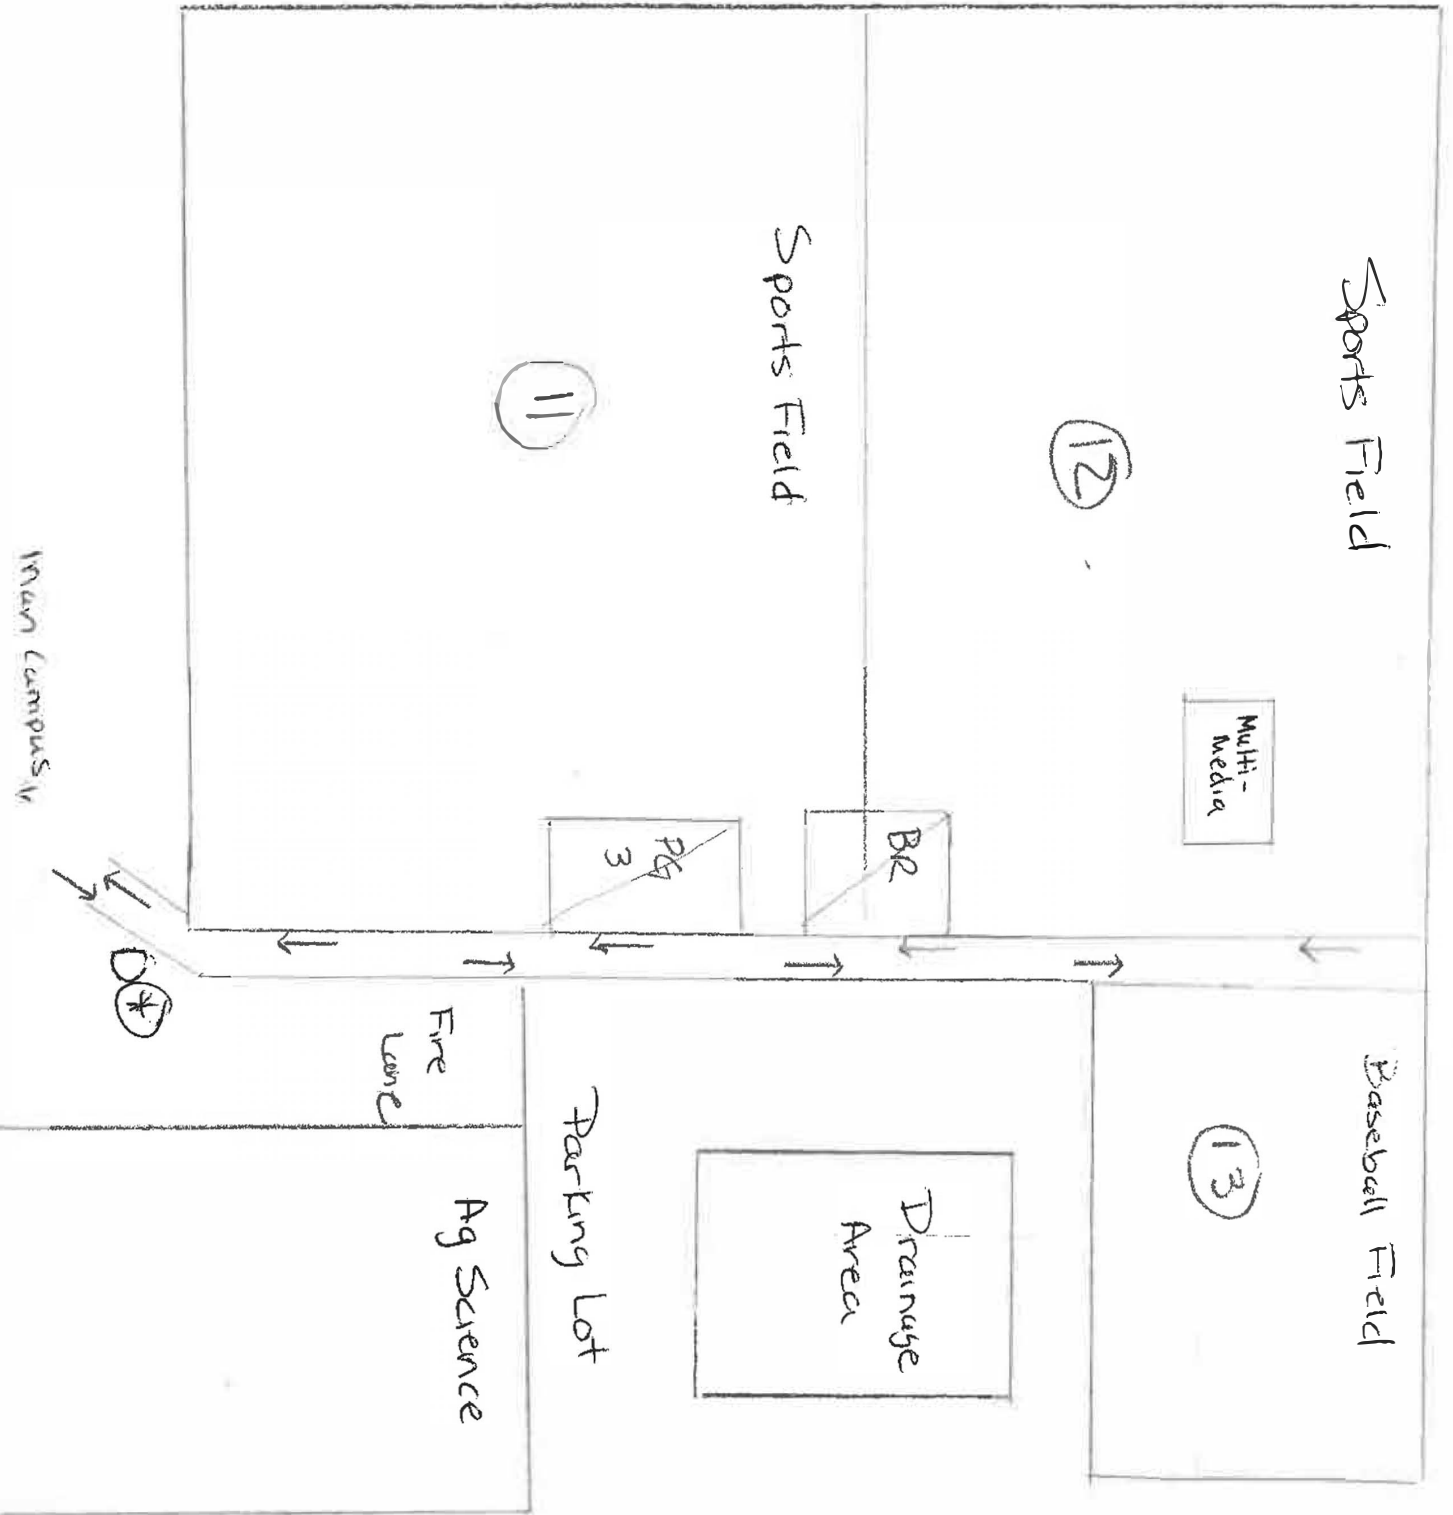 Sports Field
12
Multi-
Media
Baseball Field
13
Sports Field
11
BR
PG
3
Drainage
Area
Parking Lot
Fire
Lane
Ag Science
D*
Campus